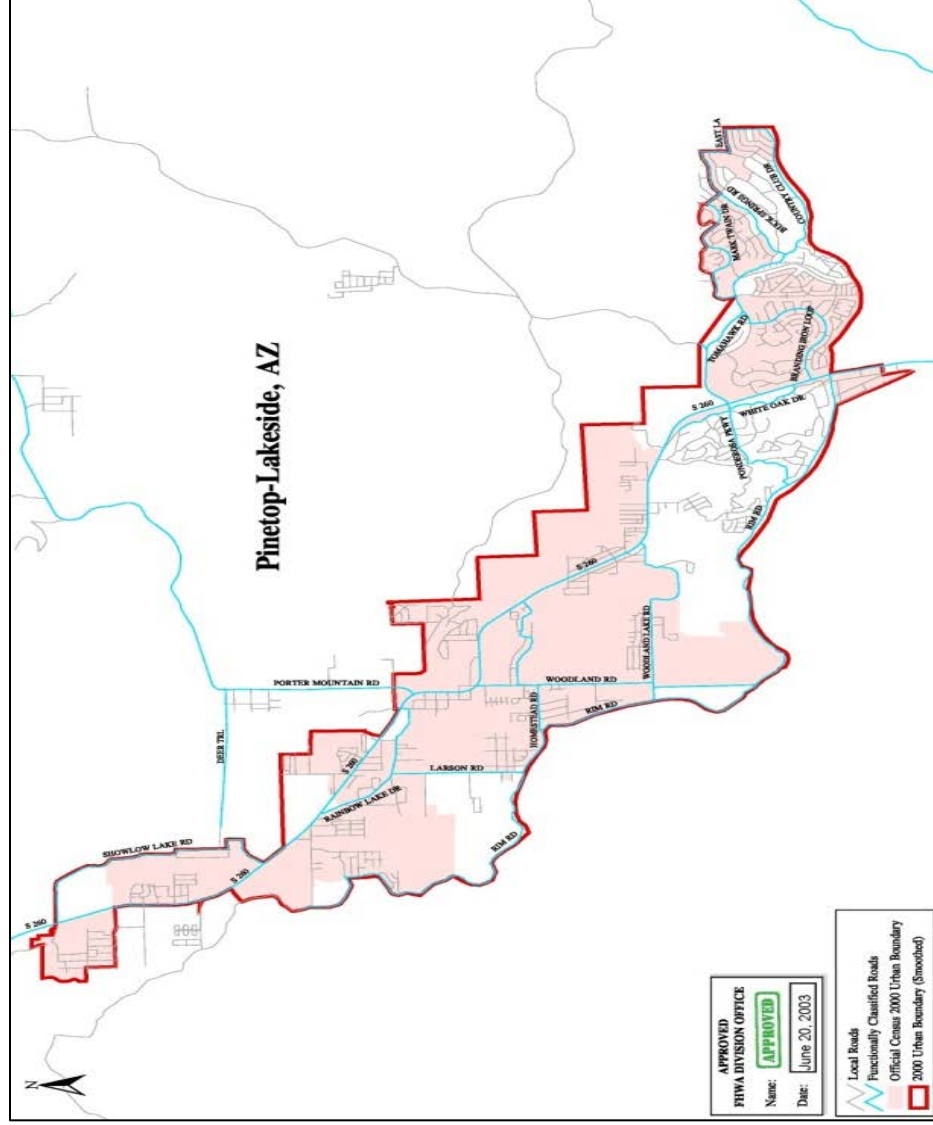 N
Pinetop-Lakeside, AZ
S 260
SHOWLOW LAKE RD
DEER TRL
S 260
PORTER MOUNTAIN RD
S 260
RAINBOW LAKE DR
LARSON RD
RIM RD
HOMESTEAD RD
WOODLAND RD
RIM RD
WOODLAND LAKE RD
S 260
S 260
TOMAHAWK RD
WHITE OAK DR
BRANDING IRON LOOP
PONDEROSA PKWY
RIM RD
MARK TWAIN DR
BUCK SPRINGS RD
COUNTRY CLUB DR
EAST LA
APPROVED
FHWA DIVISION OFFICE
Name: APPROVED
Date: June 20, 2003
Local Roads
Functionally Classified Roads
Official Census 2000 Urban Boundary
2000 Urban Boundary (Smoothed)